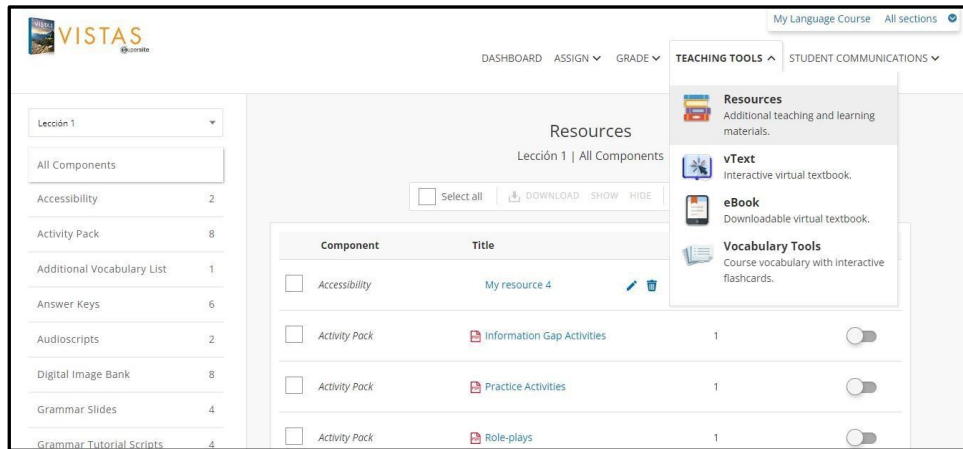 My Language Course All sections
VISTAS
Supersite
DASHBOARD ASSIGN GRADE TEACHING TOOLS STUDENT COMMUNICATIONS
Resources
Additional teaching and learning
materials.
vText
Interactive virtual textbook.
eBook
Downloadable virtual textbook.
Vocabulary Tools
Course vocabulary with interactive
flashcards.
Lección 1
All Components
Accessibility 2
Activity Pack 8
Additional Vocabulary List 1
Answer Keys 6
Audioscripts 2
Digital Image Bank 8
Grammar Slides 4
Grammar Tutorial Scripts 4
Resources
Lección 1 | All Components
Select all DOWNLOAD SHOW HIDE
Component Title
Accessibility My resource 4
Activity Pack Information Gap Activities 1
Activity Pack Practice Activities 1
Activity Pack Role-plays 1